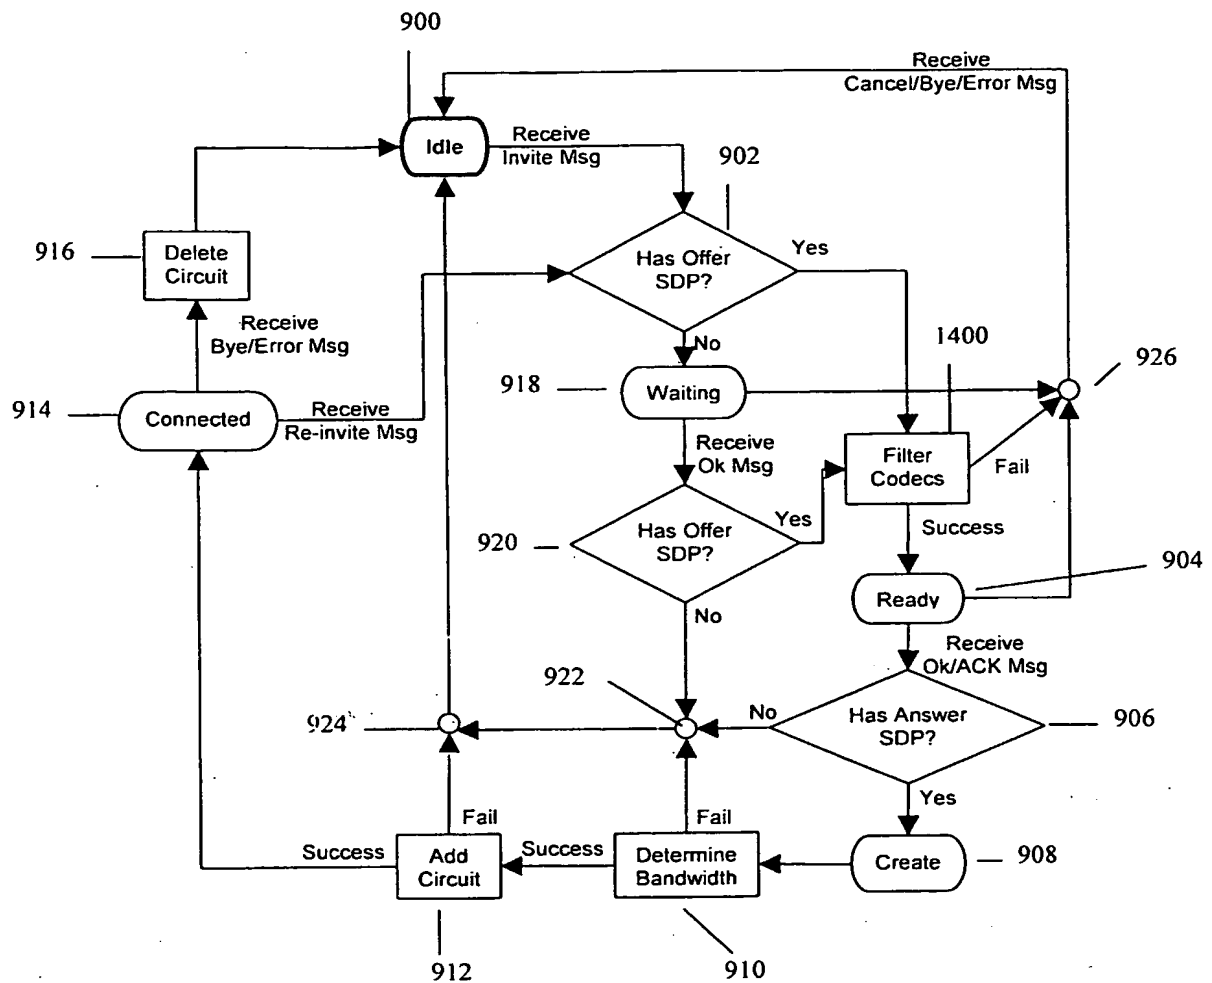 900
Receive
Cancel/Bye/Error Msg
Idle
Receive
Invite Msg
902
916
Delete
Circuit
Has Offer
SDP?
Yes
Receive
Bye/Error Msg
No
1400
926
918
Waiting
914
Connected
Receive
Re-invite Msg
Receive
Ok Msg
Filter
Codecs
Fail
920
Has Offer
SDP?
Yes
Success
904
Ready
No
Receive
Ok/ACK Msg
922
924
No
Has Answer
SDP?
906
Yes
Fail
Fail
Success
Add
Circuit
Success
Determine
Bandwidth
Create
908
912
910